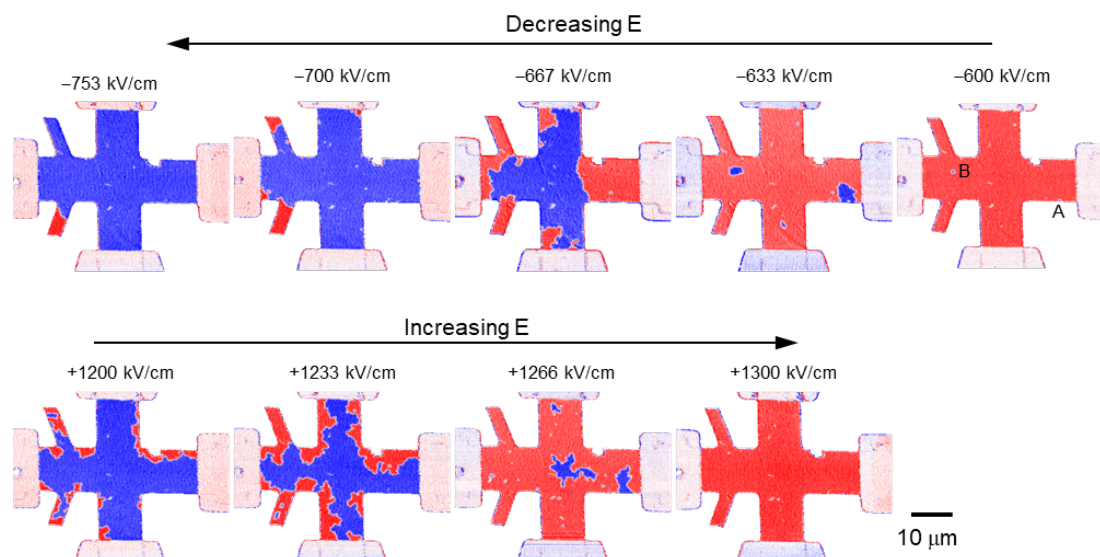 Decreasing E
–753 kV/cm
–700 kV/cm
–667 kV/cm
–633 kV/cm
–600 kV/cm
B
A
Increasing E
+1200 kV/cm
+1233 kV/cm
+1266 kV/cm
+1300 kV/cm
10 μm